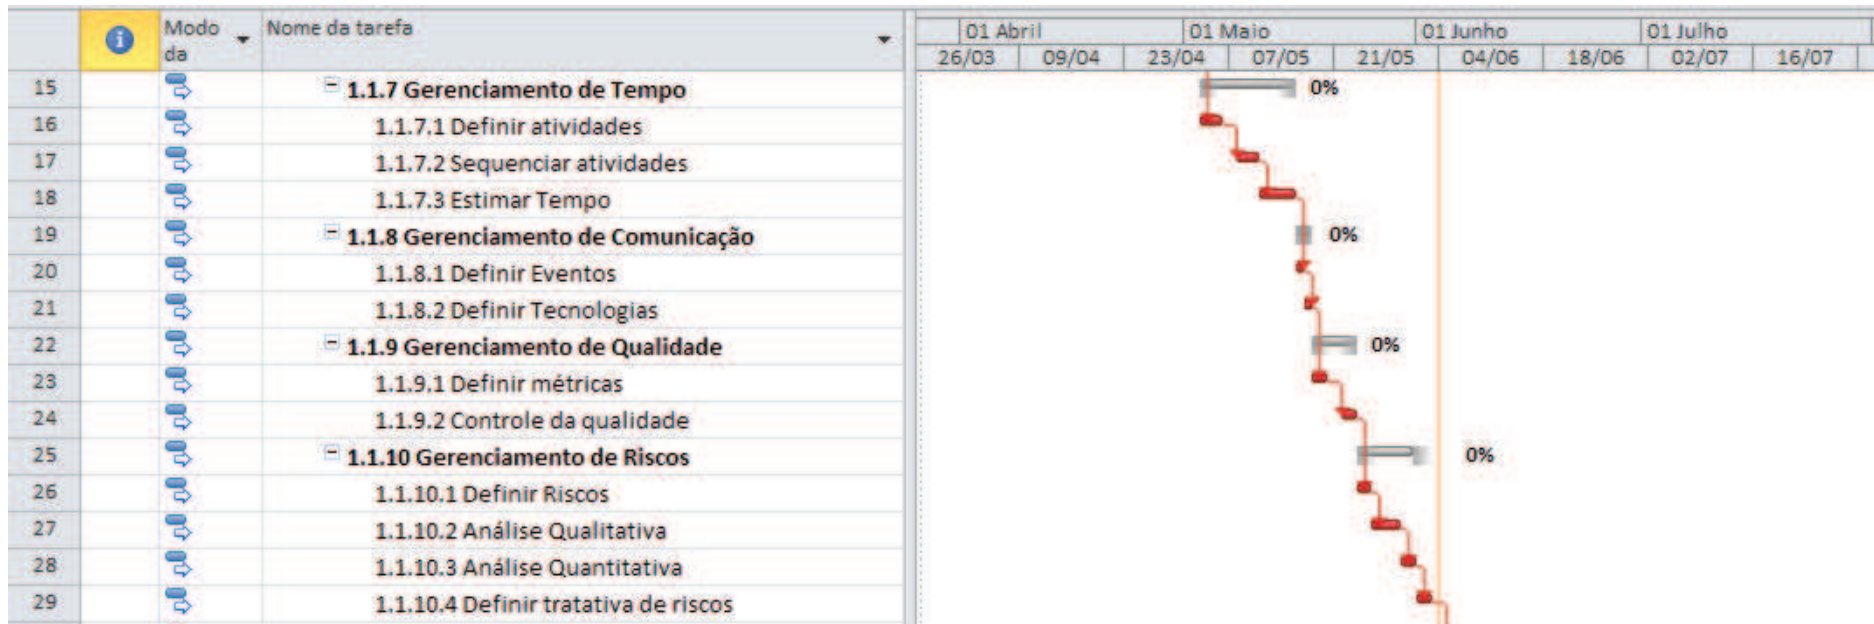 Modo da
Nome da tarefa
01 Abril 01 Maio 01 Junho 01 Julho
26/03 09/04 23/04 07/05 21/05 04/06 18/06 02/07 16/07
15 1.1.7 Gerenciamento de Tempo 0%
16 1.1.7.1 Definir atividades
17 1.1.7.2 Sequenciar atividades
18 1.1.7.3 Estimar Tempo
19 1.1.8 Gerenciamento de Comunicação 0%
20 1.1.8.1 Definir Eventos
21 1.1.8.2 Definir Tecnologias
22 1.1.9 Gerenciamento de Qualidade 0%
23 1.1.9.1 Definir métricas
24 1.1.9.2 Controle da qualidade
25 1.1.10 Gerenciamento de Riscos 0%
26 1.1.10.1 Definir Riscos
27 1.1.10.2 Análise Qualitativa
28 1.1.10.3 Análise Quantitativa
29 1.1.10.4 Definir tratativa de riscos